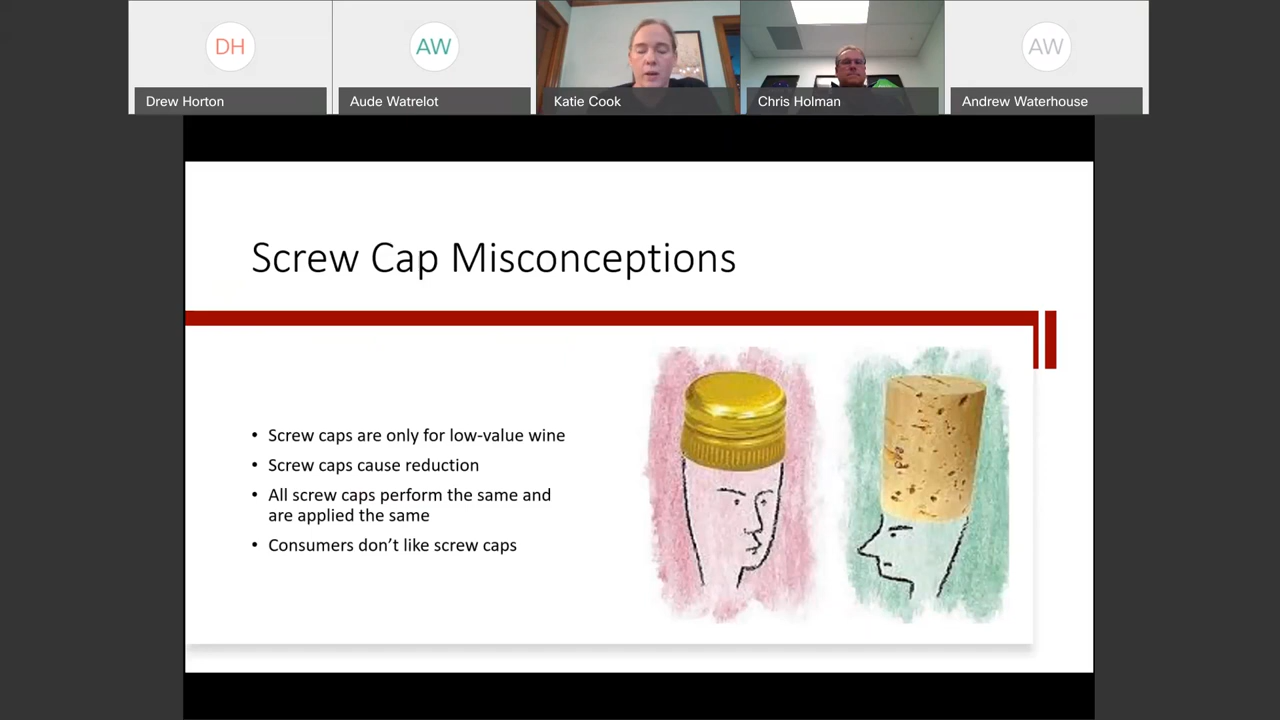 DH
AW
AW
Drew Horton
Aude Watrelot
Katie Cook
Chris Holman
Andrew Waterhouse
Screw Cap Misconceptions
• Screw caps are only for low-value wine
• Screw caps cause reduction
• All screw caps perform the same and
are applied the same
• Consumers don’t like screw caps